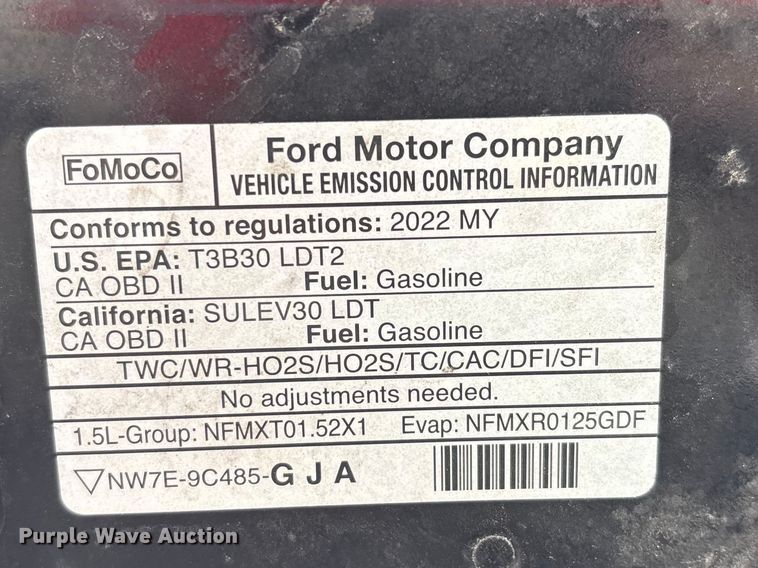 FoMoCo
Ford Motor Company
VEHICLE EMISSION CONTROL INFORMATION
Conforms to regulations: 2022 MY
U.S. EPA: T3B30 LDT2
CA OBD II Fuel: Gasoline
California: SULEV30 LDT
CA OBD II Fuel: Gasoline
TWC/WR-HO2S/HO2S/TC/CAC/DFI/SFI
No adjustments needed.
1.5L-Group: NFMXT01.52X1 Evap: NFMXR0125GDF
NW7E-9C485-G J A
Purple Wave Auction